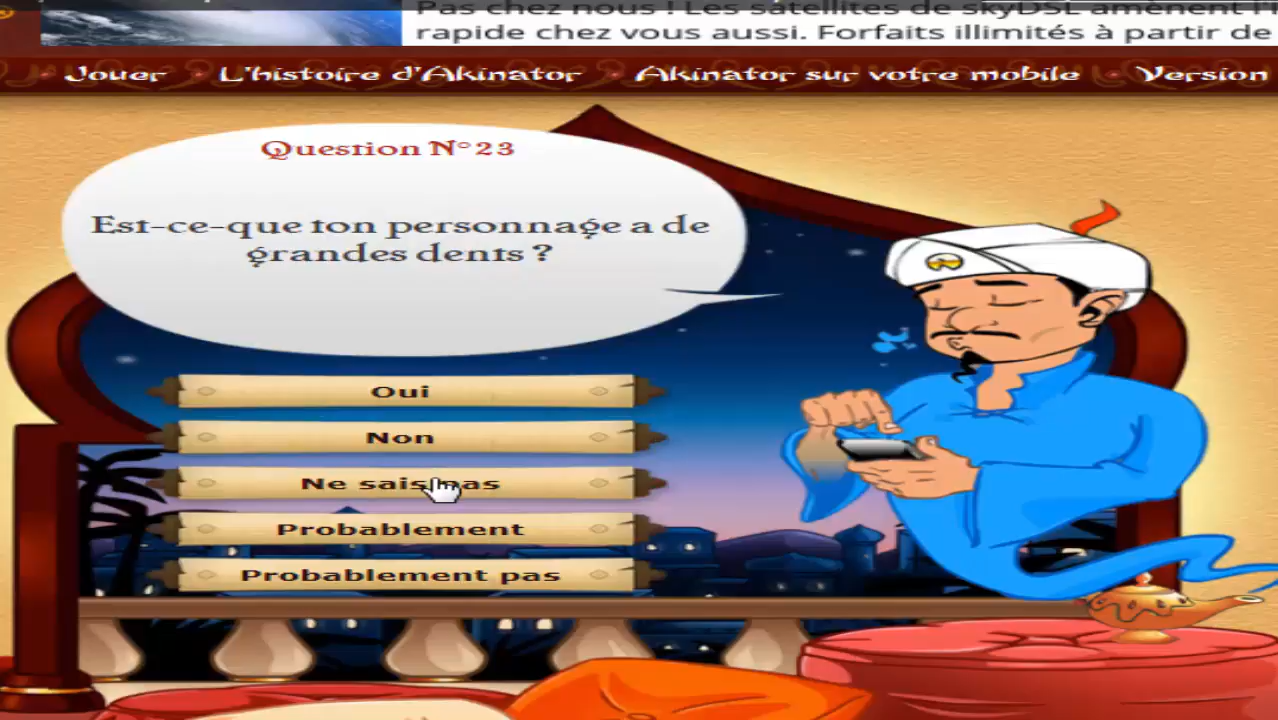 Pas chez nous ! Les satellites de skyDSL amènent l'I
rapide chez vous aussi. Forfaits illimités à partir de
Jouer L'histoire d'Akinator Akinator sur votre mobile Version
Question N°23
Est-ce-que ton personnage a de
grandes dents ?
Oui
Non
Ne sais pas
Probablement
Probablement pas